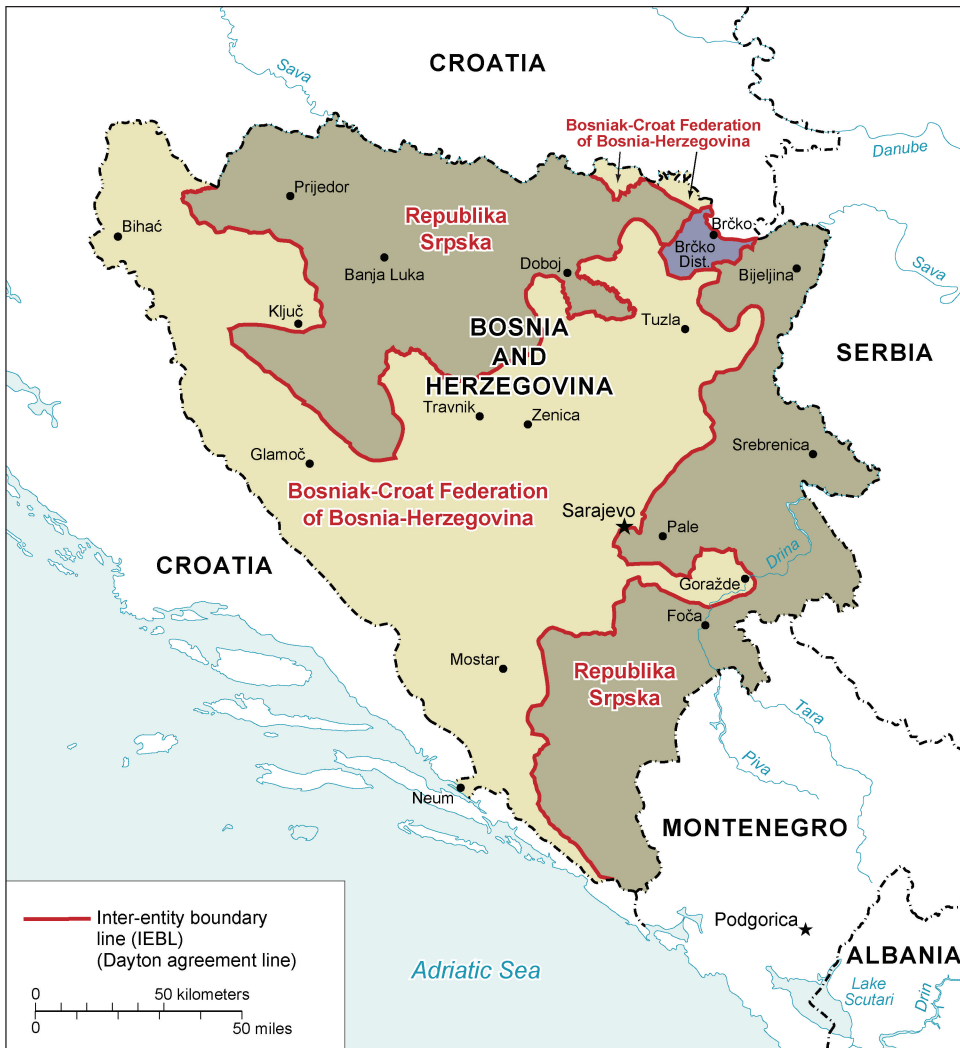 CROATIA
Sava
Bosniak-Croat Federation
of Bosnia-Herzegovina
Danube
Prijedor
Bihać
Republika
Srpska
Brčko
Brčko
Dist.
Banja Luka
Doboj
Bijeljina
Sava
Ključ
Tuzla
BOSNIA
AND
HERZEGOVINA
SERBIA
Travnik
Zenica
Glamoč
Srebrenica
Bosniak-Croat Federation
of Bosnia-Herzegovina
Sarajevo
Pale
Drina
CROATIA
Goražde
Foča
Mostar
Republika
Srpska
Tara
Piva
Neum
MONTENEGRO
Podgorica
ALBANIA
Adriatic Sea
Lake
Scutari
Drin
Inter-entity boundary
line (IEBL)
(Dayton agreement line)
0 50 kilometers
0 50 miles